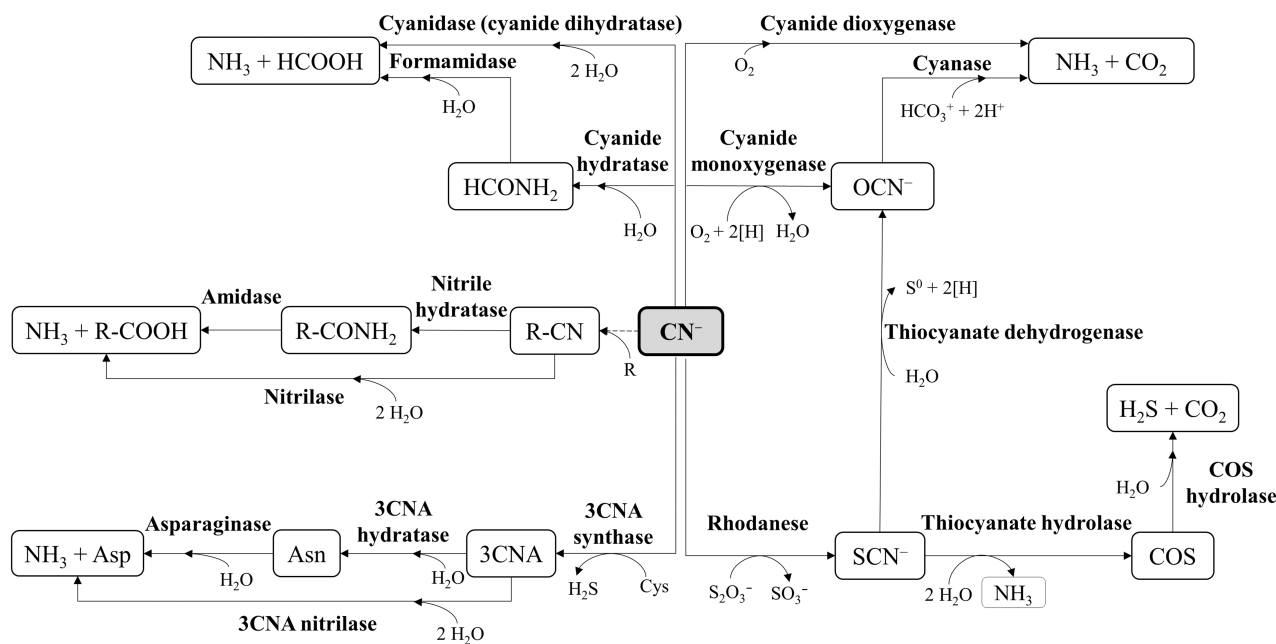 Cyanidase (cyanide dihydratase)
NH₃ + HCOOH
2 H₂O
Formamidase
H₂O
Cyanide
hydratase
HCONH₂
H₂O
Cyanide dioxygenase
O₂
NH₃ + CO₂
Cyanase
HCO₃⁺ + 2H⁺
Cyanide
monoxygenase
OCN⁻
O₂ + 2[H]
H₂O
S⁰ + 2[H]
Thiocyanate dehydrogenase
H₂O
Amidase
Nitrile
hydratase
NH₃ + R-COOH
R-CONH₂
R-CN
CN⁻
R
Nitrilase
2 H₂O
H₂S + CO₂
H₂O
COS
hydrolase
Asparaginase
3CNA
hydratase
3CNA
synthase
NH₃ + Asp
Asn
3CNA
H₂O
H₂O
H₂S
Cys
3CNA nitrilase
2 H₂O
Rhodanese
S₂O₃⁻
SO₃⁻
SCN⁻
Thiocyanate hydrolase
2 H₂O
NH₃
COS